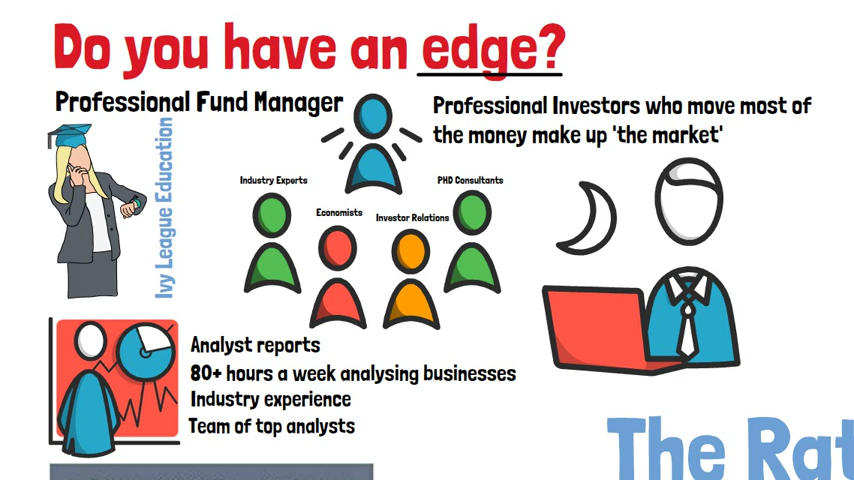 Do you have an edge?
Professional Fund Manager
Professional Investors who move most of
the money make up 'the market'
Ivy League Education
Industry Experts
PHD Consultants
Economists
Investor Relations
Analyst reports
80+ hours a week analysing businesses
Industry experience
Team of top analysts
The Rat